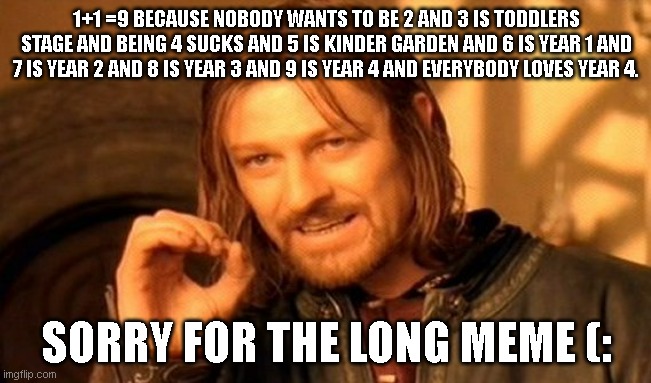 1+1 =9 BECAUSE NOBODY WANTS TO BE 2 AND 3 IS TODDLERS
STAGE AND BEING 4 SUCKS AND 5 IS KINDER GARDEN AND 6 IS YEAR 1 AND
7 IS YEAR 2 AND 8 IS YEAR 3 AND 9 IS YEAR 4 AND EVERYBODY LOVES YEAR 4.
SORRY FOR THE LONG MEME (:
imgflip.com